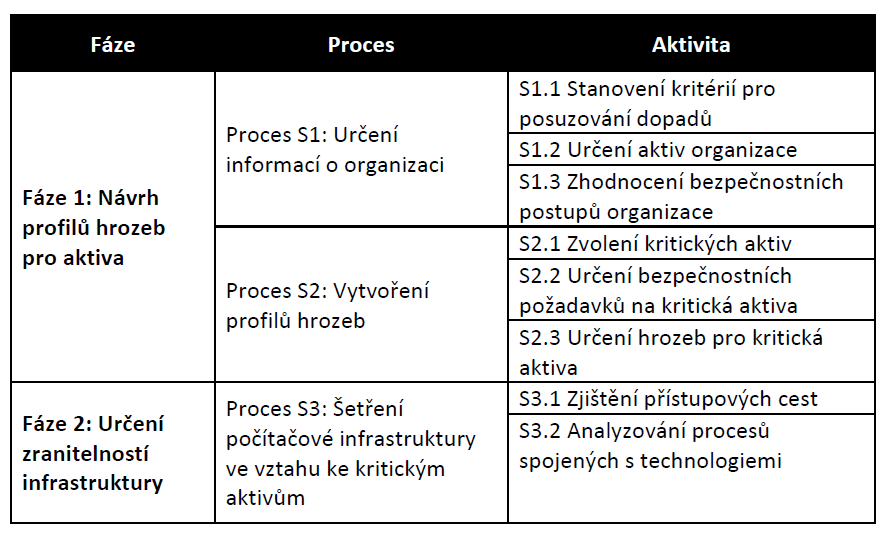 Fáze Proces Aktivita
Fáze 1: Návrh
profilů hrozeb
pro aktiva
Proces S1: Určení
informací o organizaci
S1.1 Stanovení kritérií pro
posuzování dopadů
S1.2 Určení aktiv organizace
S1.3 Zhodnocení bezpečnostních
postupů organizace
Proces S2: Vytvoření
profilů hrozeb
S2.1 Zvolení kritických aktiv
S2.2 Určení bezpečnostních
požadavků na kritická aktiva
S2.3 Určení hrozeb pro kritická
aktiva
Fáze 2: Určení
zranitelností
infrastruktury
Proces S3: Šetření
počítačové infrastruktury
ve vztahu ke kritickým
aktivům
S3.1 Zjištění přístupových cest
S3.2 Analyzování procesů
spojených s technologiemi